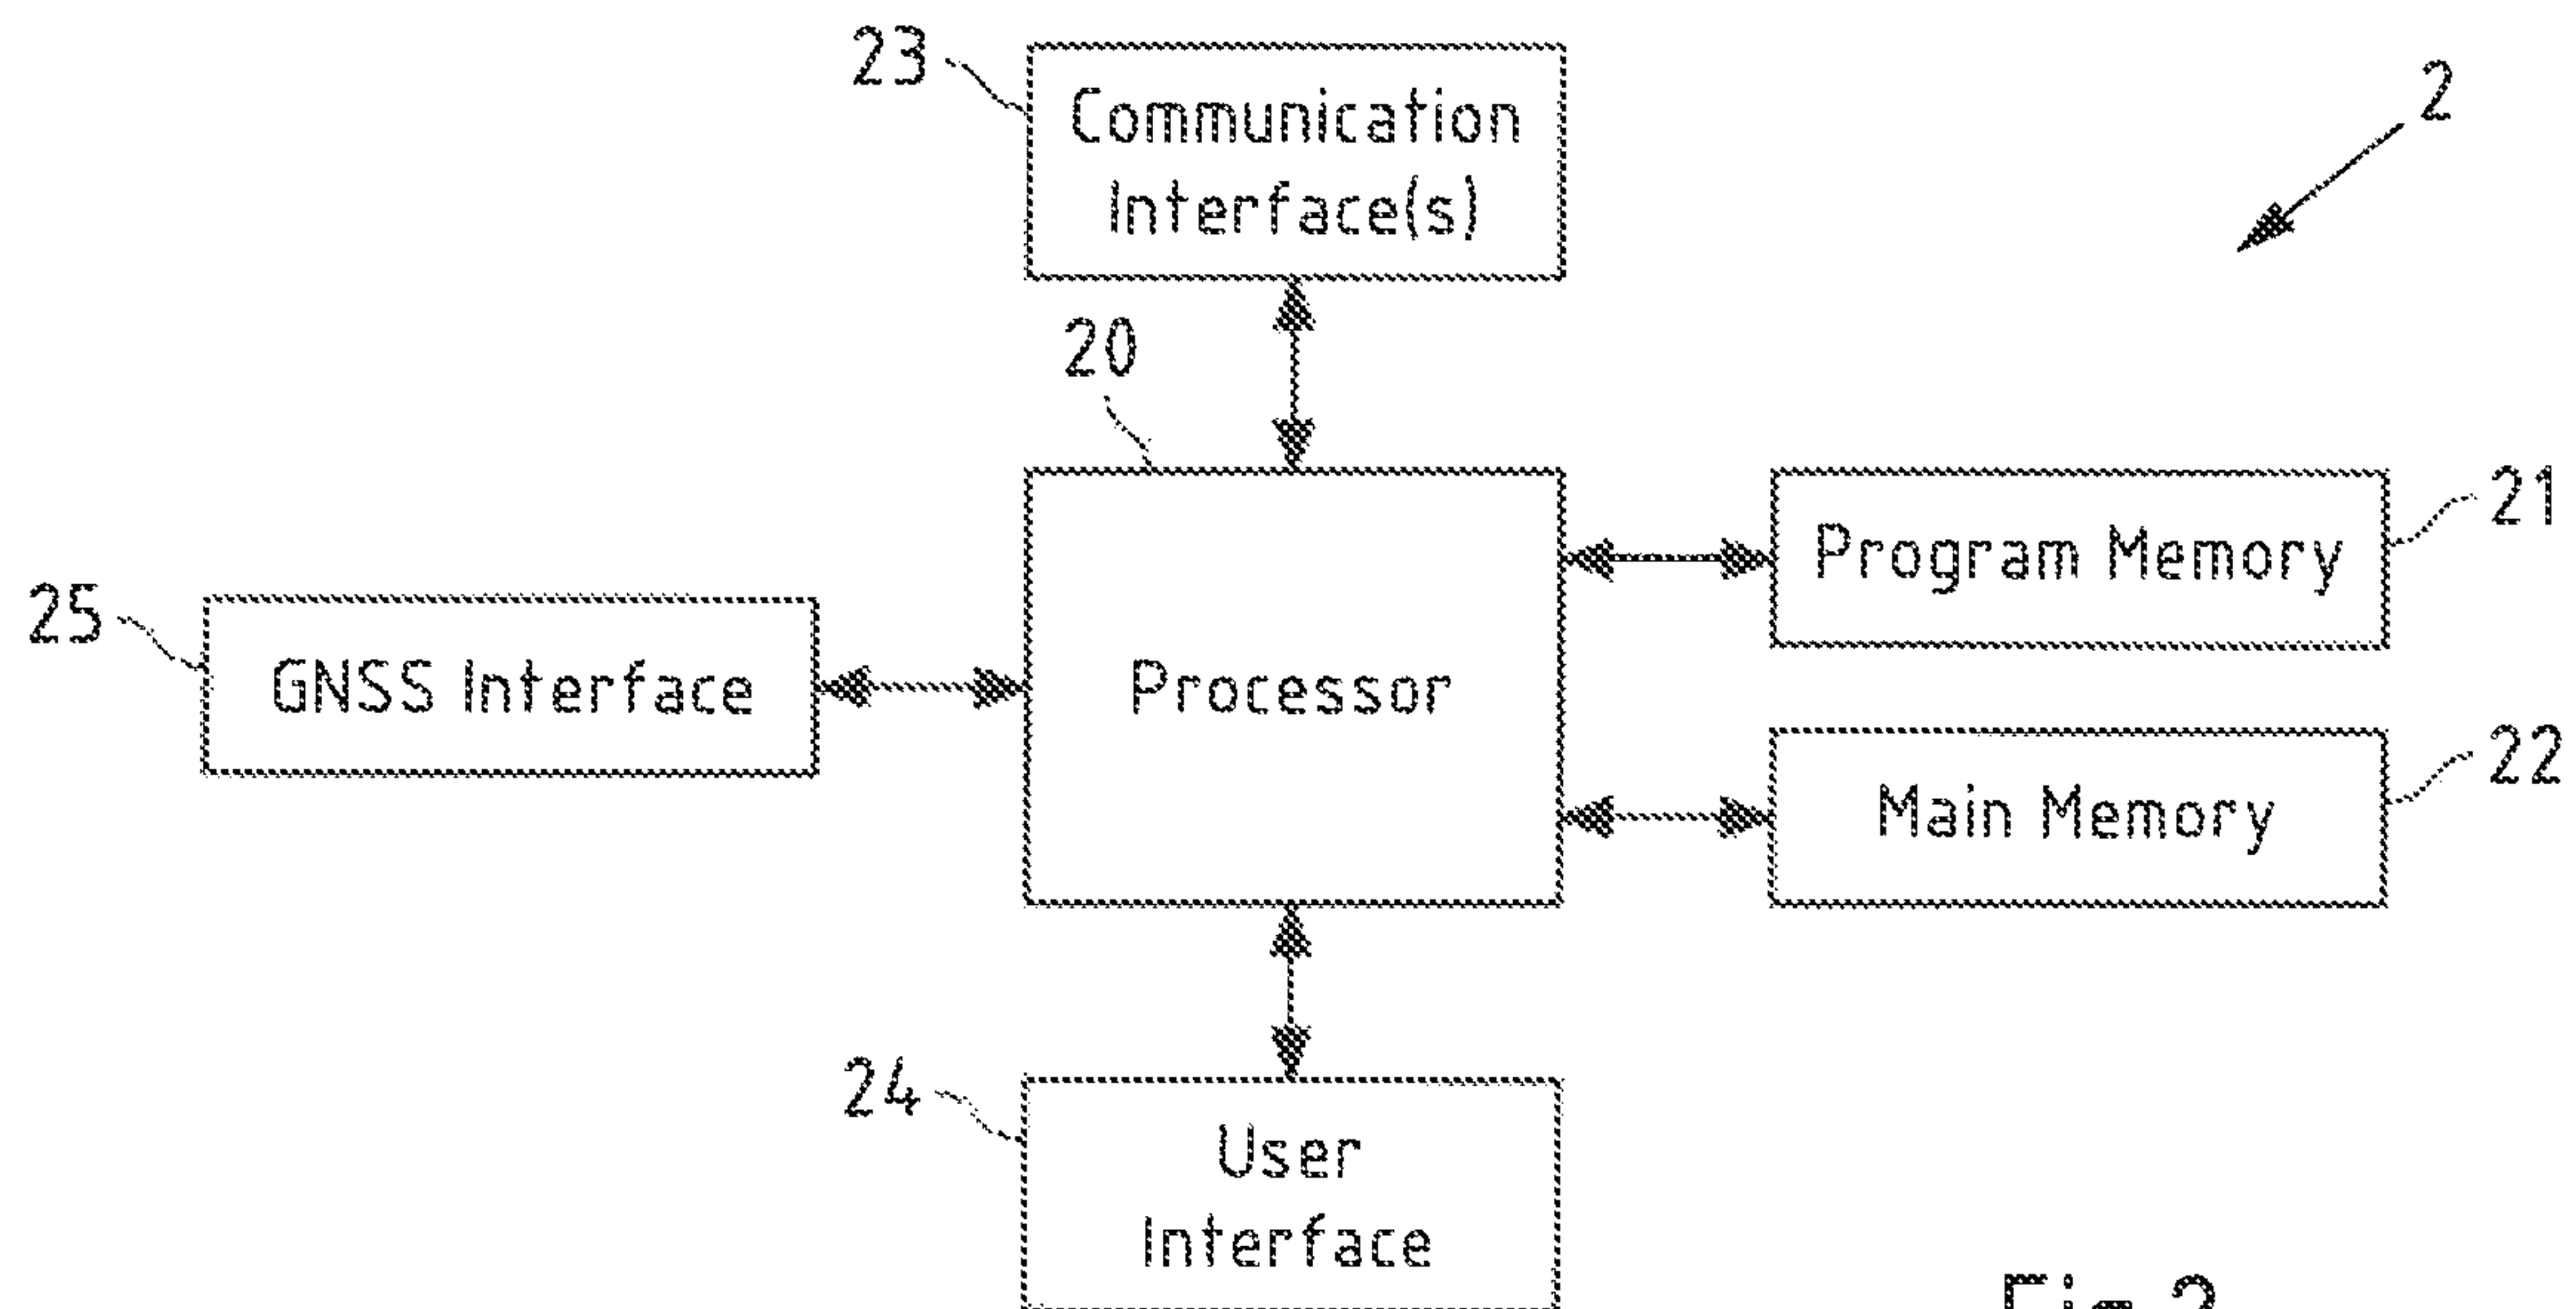 23
Communication
Interface(s)
2
20
Processor
Program Memory
21
25
GNSS Interface
Main Memory
22
24
User
Interface